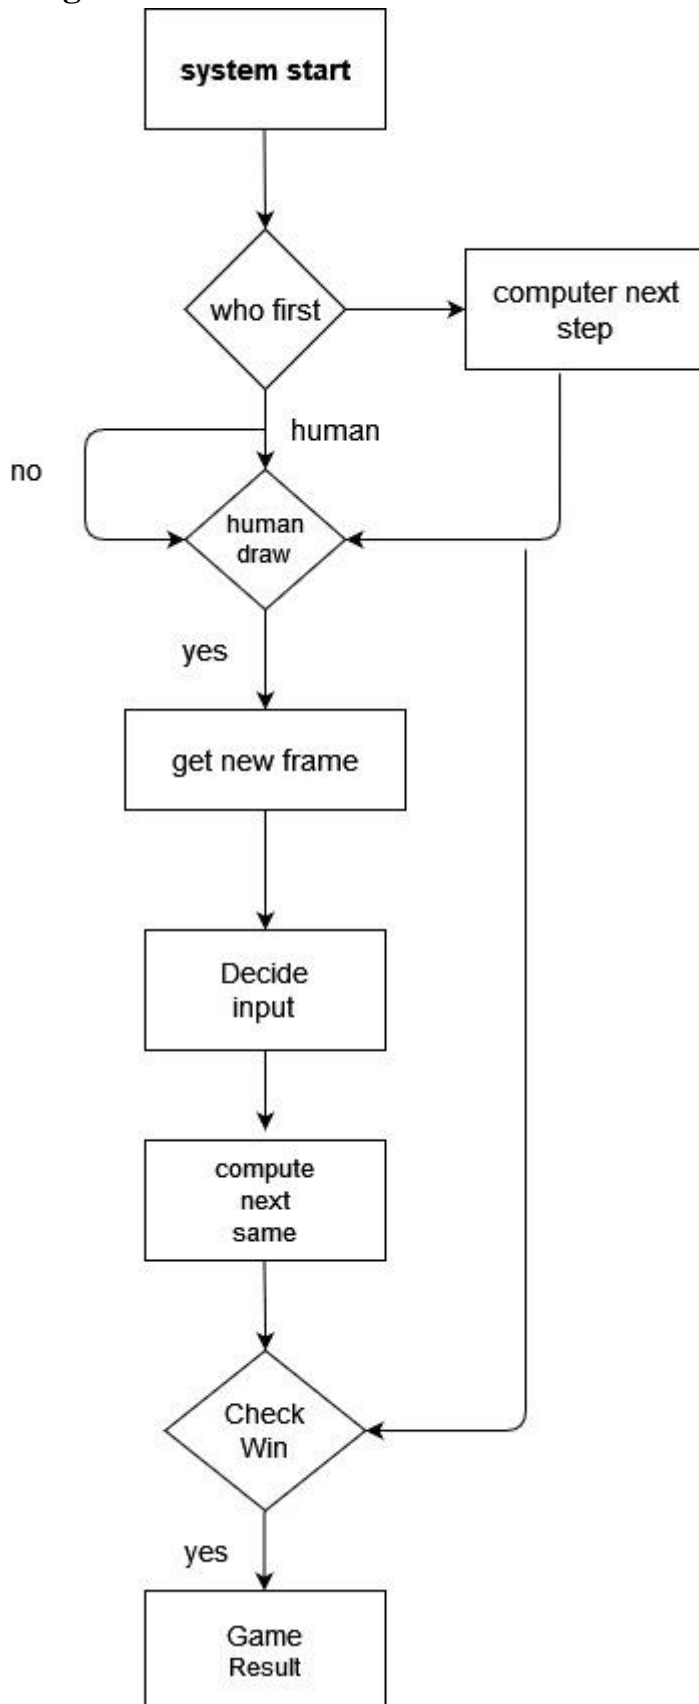 system start
who first
computer next
step
human
no
human
draw
yes
get new frame
Decide
input
compute
next
same
Check
Win
yes
Game
Result